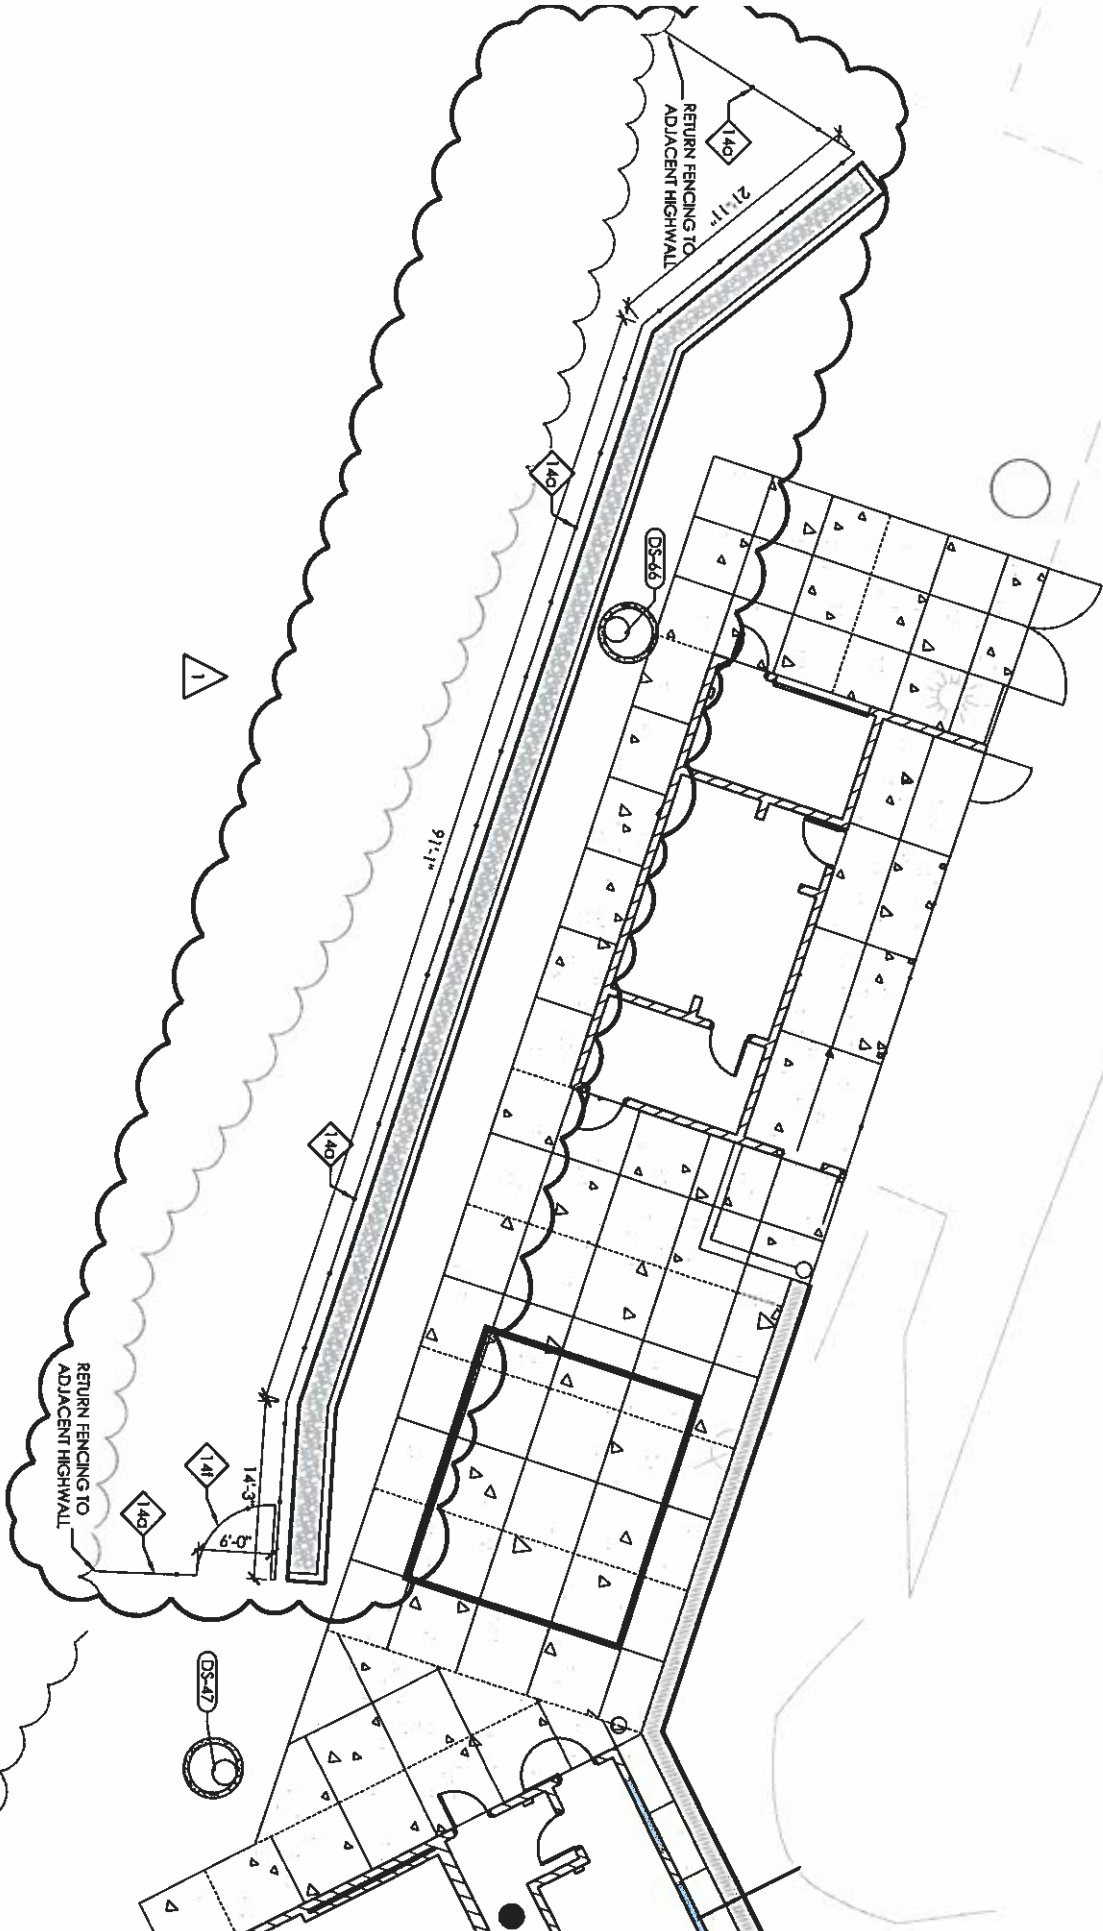 RETURN FENCING TO
ADJACENT HIGHWALL
14a
21'-11"
14a
DS-66
1
91'-1"
14a
RETURN FENCING TO
ADJACENT HIGHWALL
14f
14'-3"
14a
6'-0"
DS-47